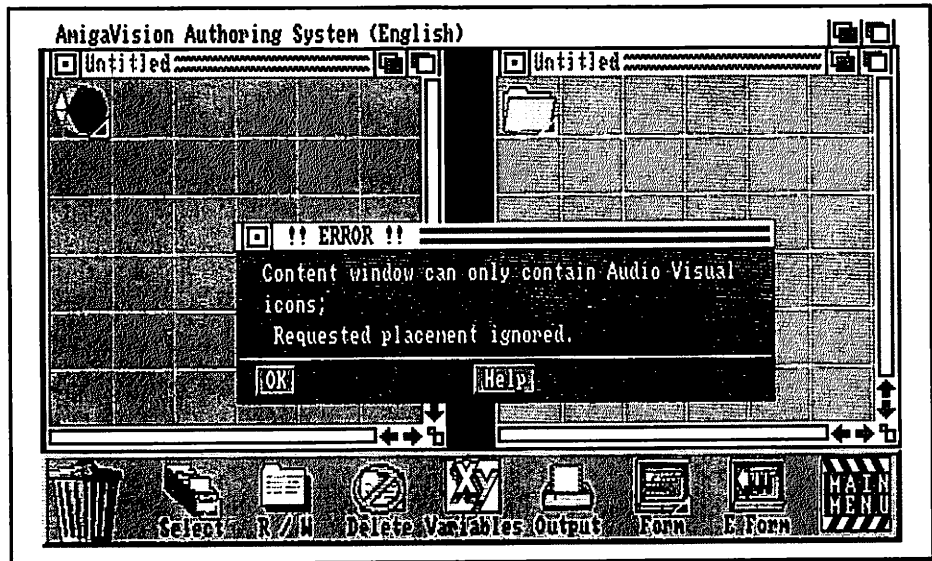 AmigaVision Authoring System (English)
Untitled
Untitled
!! ERROR !!
Content window can only contain Audio Visual
icons;
Requested placement ignored.
OK
Help
Xy
MAIN
MENU
Select
R / W
Delete
Variables
Output
Form
E Form